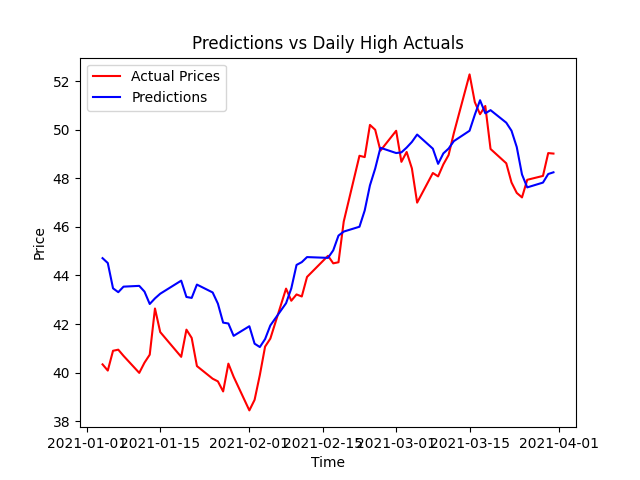 Predictions vs Daily High Actuals
Actual Prices
Predictions
52
50
48
46
44
42
40
38
Price
2021-01-01 2021-01-15 2021-02-01 2021-02-15 2021-03-01 2021-03-15 2021-04-01
Time